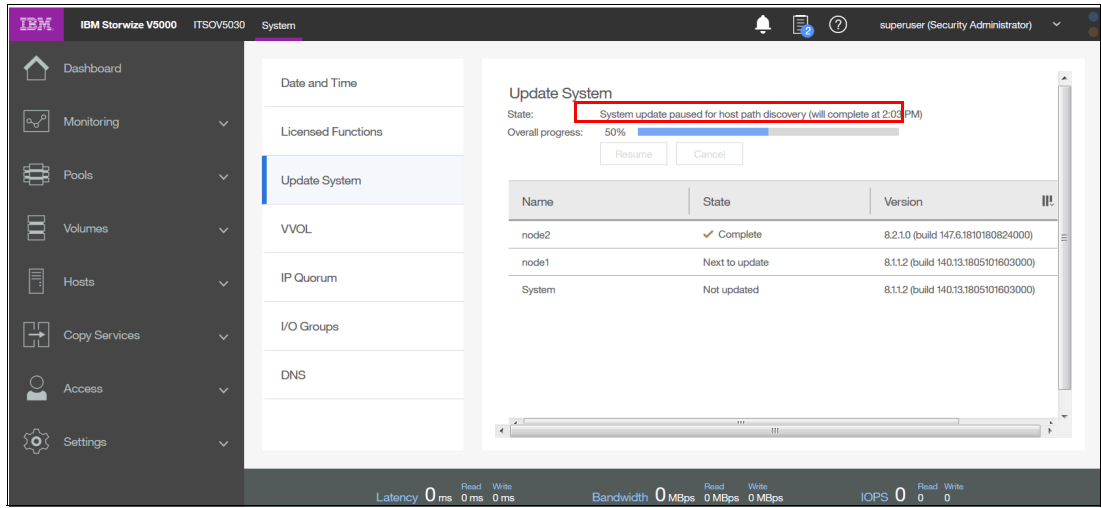 IBM IBM Storwize V5000 ITSOV5030 System 2 ? superuser (Security Administrator)
Dashboard
Monitoring
Pools
Volumes
Hosts
Copy Services
Access
Settings
Date and Time
Licensed Functions
Update System
VVOL
IP Quorum
I/O Groups
DNS
Update System
State: System update paused for host path discovery (will complete at 2:03 PM)
Overall progress: 50%
Resume Cancel
Name State Version
node2 Complete 8.2.1.0 (build 147.6.1810180824000)
node1 Next to update 8.1.1.2 (build 140.13.1805101603000)
System Not updated 8.1.1.2 (build 140.13.1805101603000)
Latency 0 ms Read 0 ms Write 0 ms Bandwidth 0 MBps Read 0 MBps Write 0 MBps IOPS 0 Read 0 Write 0